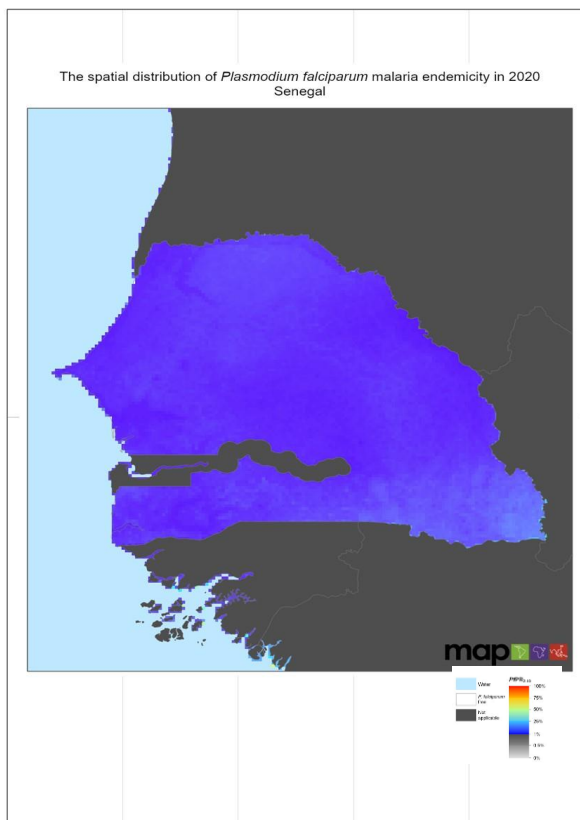 The spatial distribution of Plasmodium falciparum malaria endemicity in 2020
Senegal
map
Water
P. falciparum
free
Not
applicable
100%
75%
50%
25%
1%
0.5%
0%